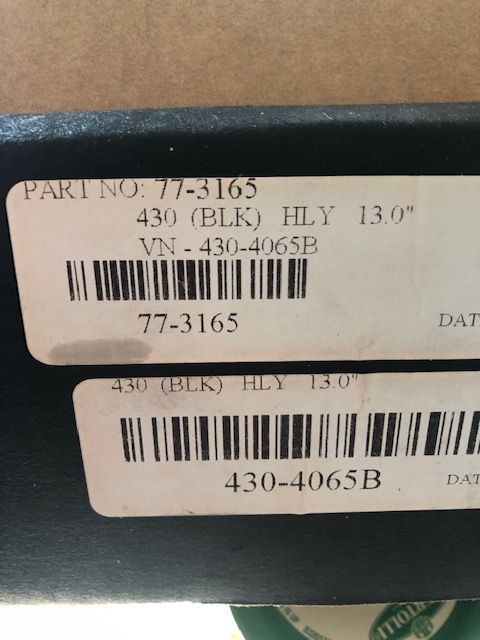 PART NO: 77-3165
430 (BLK) HLY 13.0"
VN - 430-4065B
77-3165
DAT
430 (BLK) HLY 13.0"
430-4065B
DAT